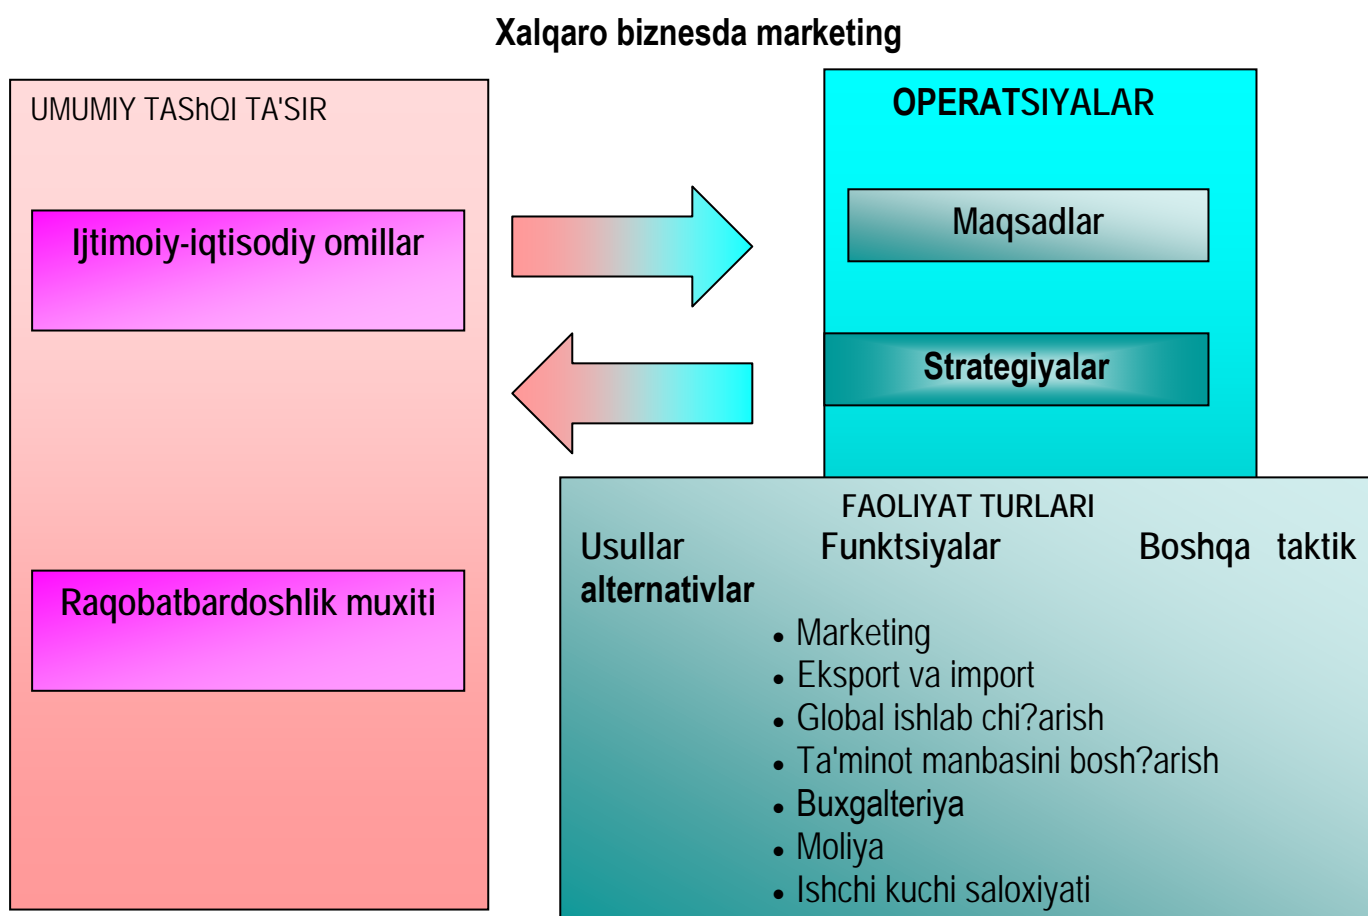 Xalqaro biznesda marketing
UMUMIY TAShQI TA'SIR
Ijtimoiy-iqtisodiy omillar
Raqobatbardoshlik muxiti
OPERATSIYALAR
Maqsadlar
Strategiyalar
FAOLIYAT TURLARI
Usullar Funktsiyalar Boshqa taktik
alternativlar
• Marketing
• Eksport va import
• Global ishlab chi?arish
• Ta'minot manbasini bosh?arish
• Buxgalteriya
• Moliya
• Ishchi kuchi saloxiyati